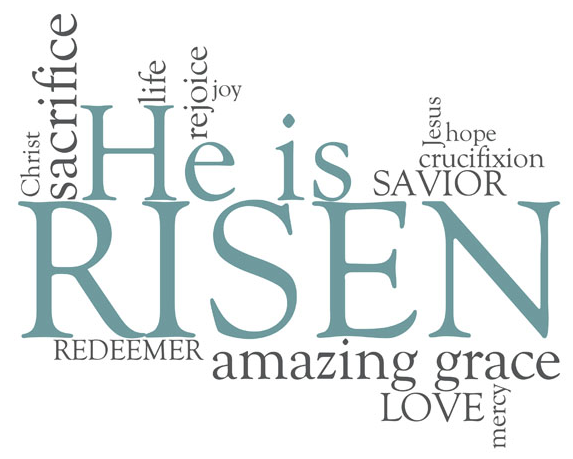 Christ
sacrifice
life
rejoice
joy
Jesus
hope
crucifixion
He is
SAVIOR
RISEN
REDEEMER
amazing grace
LOVE
mercy